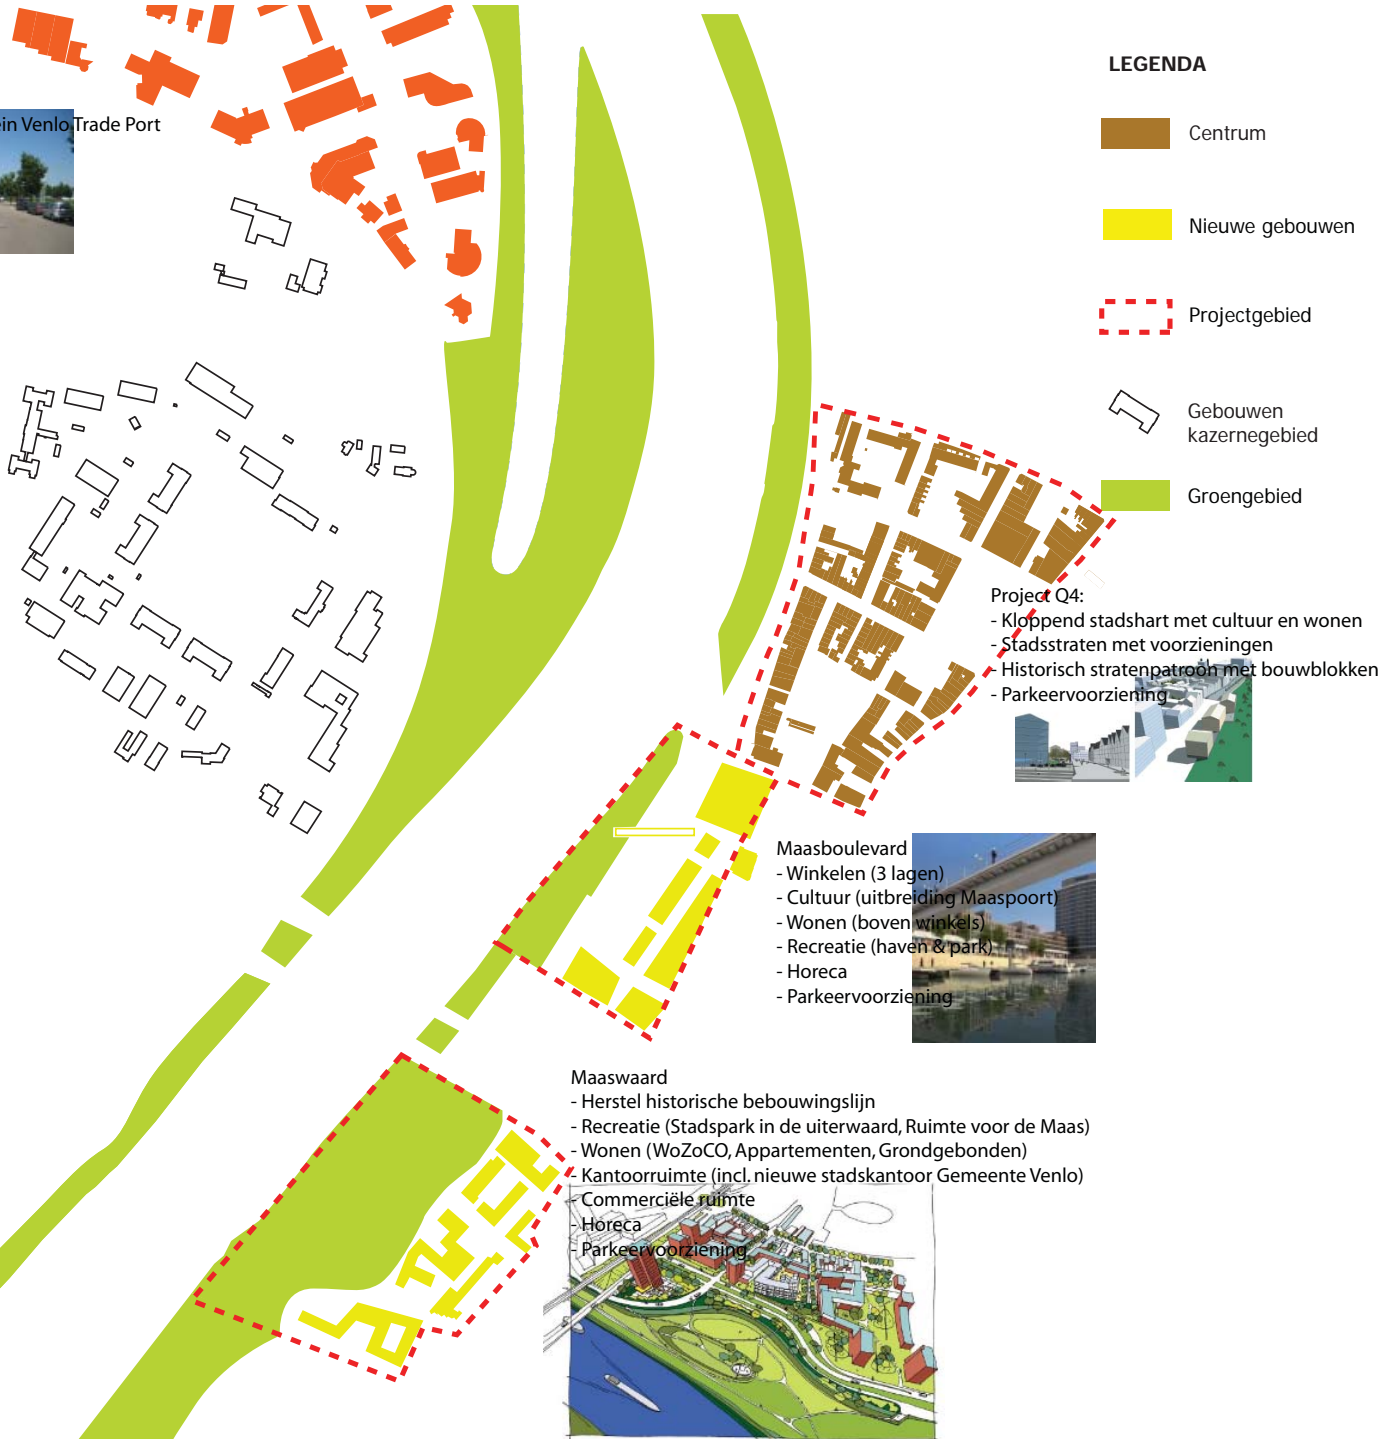 ein Venlo Trade Port
LEGENDA
Centrum
Nieuwe gebouwen
Projectgebied
Gebouwen
kazernegebied
Groengebied
Project Q4:
- Kloppend stadshart met cultuur en wonen
- Stadsstraten met voorzieningen
- Historisch stratenpatroon met bouwblokken
- Parkeervoorziening
Maasboulevard
- Winkelen (3 lagen)
- Cultuur (uitbreiding Maaspoort)
- Wonen (boven winkels)
- Recreatie (haven & park)
- Horeca
- Parkeervoorziening
Maaswaard
- Herstel historische bebouwingslijn
- Recreatie (Stadspark in de uiterwaard, Ruimte voor de Maas)
- Wonen (WoZoCO, Appartementen, Grondgebonden)
- Kantoorruimte (incl. nieuwe stadskantoor Gemeente Venlo)
- Commerciële ruimte
- Horeca
- Parkeervoorziening